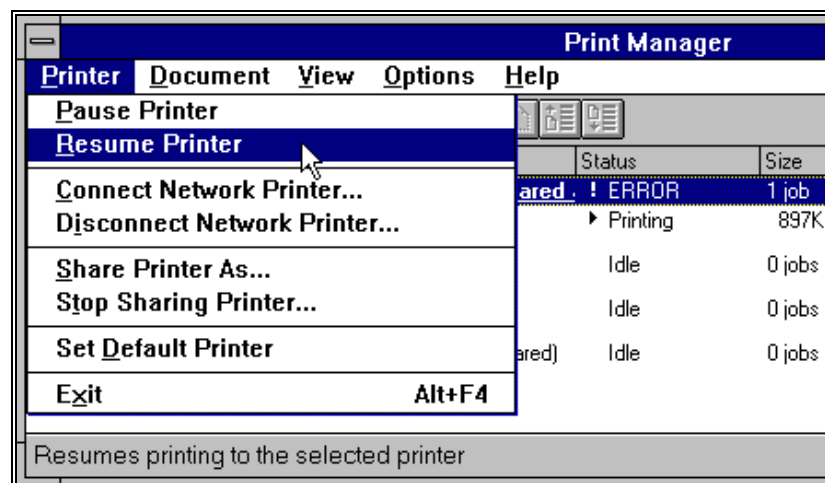 Print Manager
Printer Document View Options Help
Pause Printer
Resume Printer
Status Size
Connect Network Printer... ared. ! ERROR 1 job
Disconnect Network Printer... Printing 897K
Share Printer As... Idle 0 jobs
Stop Sharing Printer... Idle 0 jobs
Set Default Printer ared) Idle 0 jobs
Exit Alt+F4
Resumes printing to the selected printer